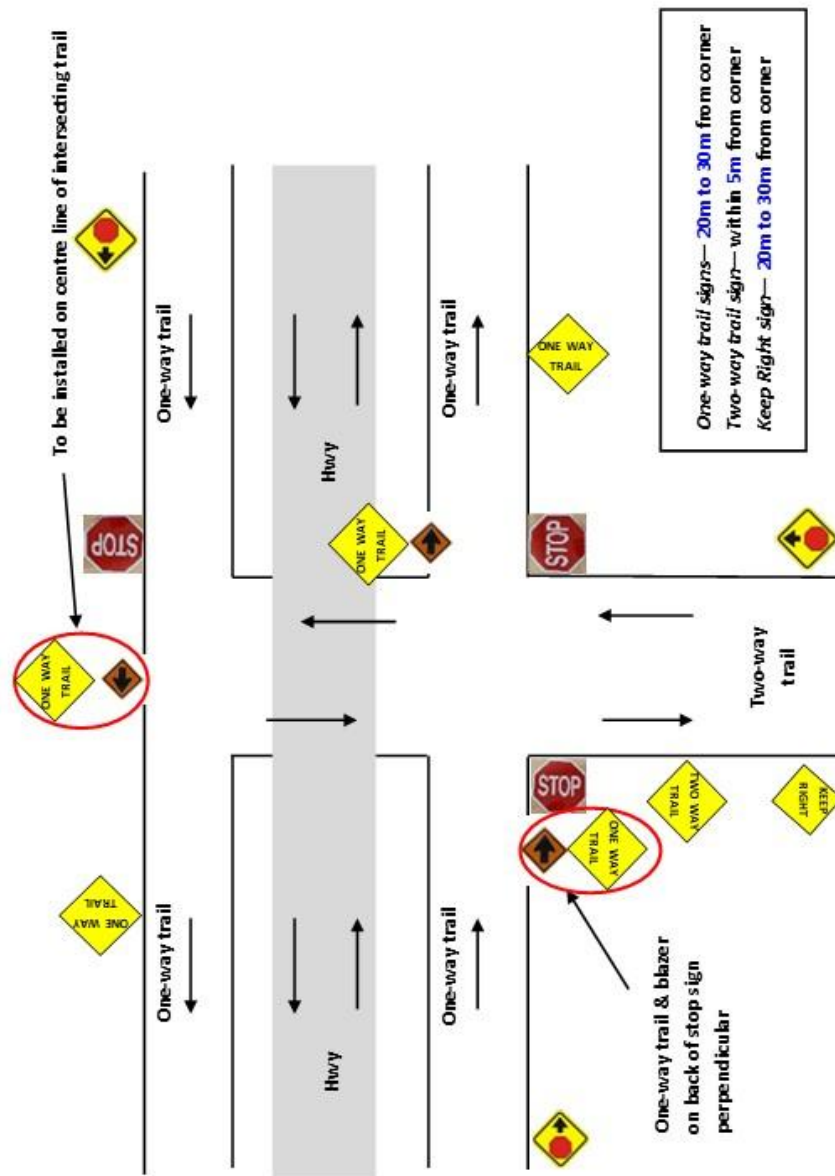 To be installed on centre line of intersecting trail
STOP
ONE WAY
TRAIL
ONE WAY
TRAIL
One-way trail
One-way trail
Hwy
Hwy
ONE WAY
TRAIL
One-way trail
One-way trail
ONE WAY
TRAIL
STOP
STOP
ONE WAY
TRAIL
TWO WAY
TRAIL
KEEP
RIGHT
Two-way
trail
One-way trail & blazer
on back of stop sign
perpendicular
One-way trail signs— 20m to 30m from corner
Two-way trail sign— within 5m from corner
Keep Right sign— 20m to 30m from corner